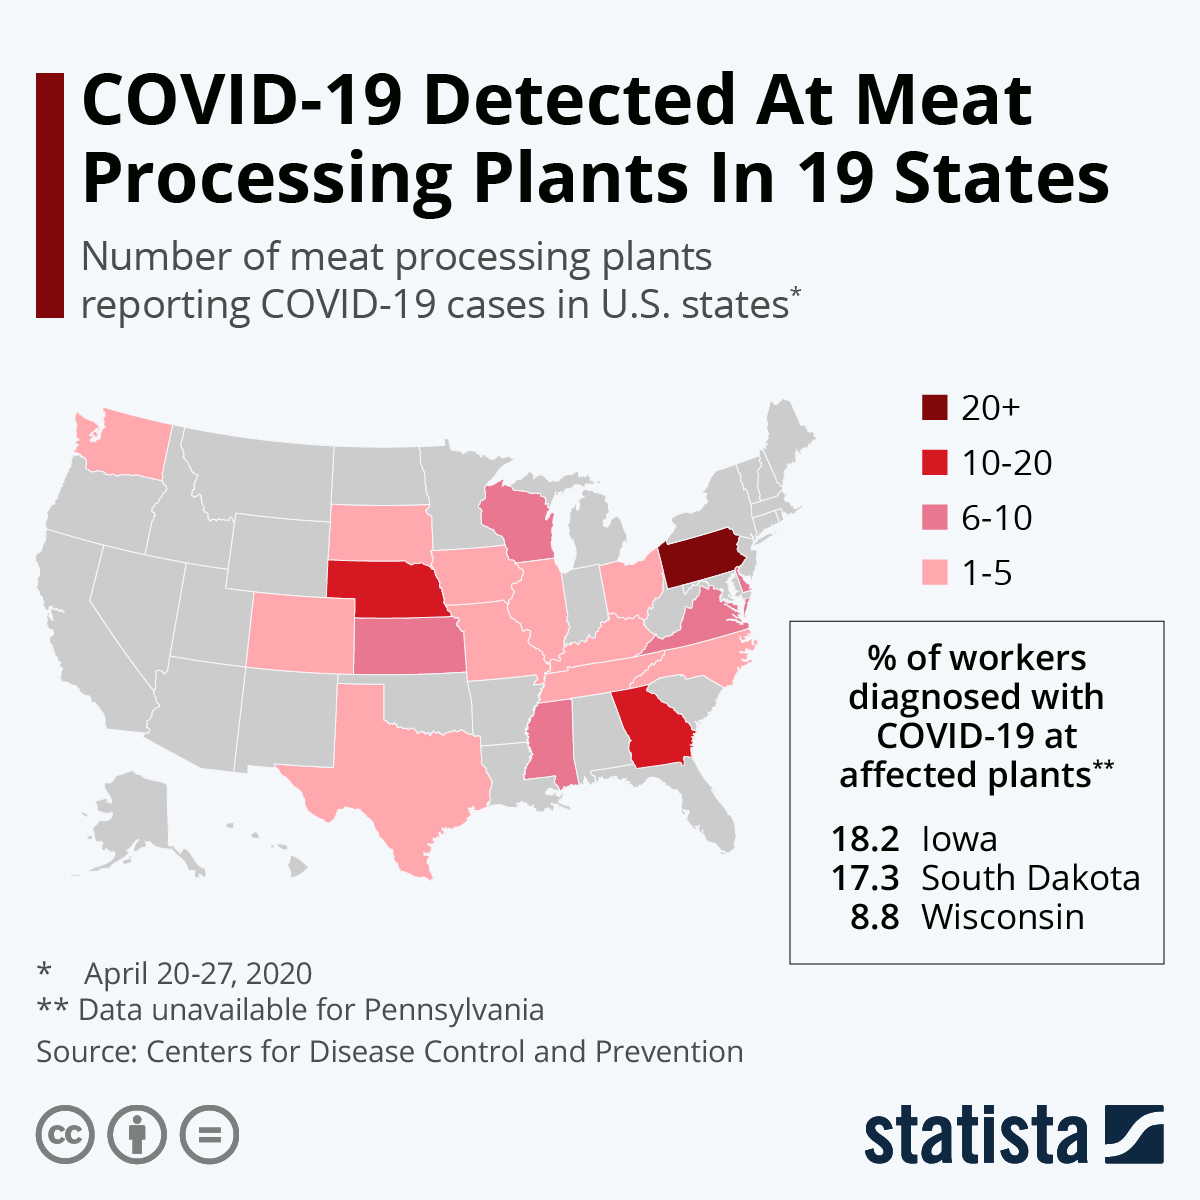 COVID-19 Detected At Meat
Processing Plants In 19 States
Number of meat processing plants
reporting COVID-19 cases in U.S. states*
20+
10-20
6-10
1-5
% of workers
diagnosed with
COVID-19 at
affected plants**
18.2 Iowa
17.3 South Dakota
8.8 Wisconsin
* April 20-27, 2020
** Data unavailable for Pennsylvania
Source: Centers for Disease Control and Prevention
cc
statista